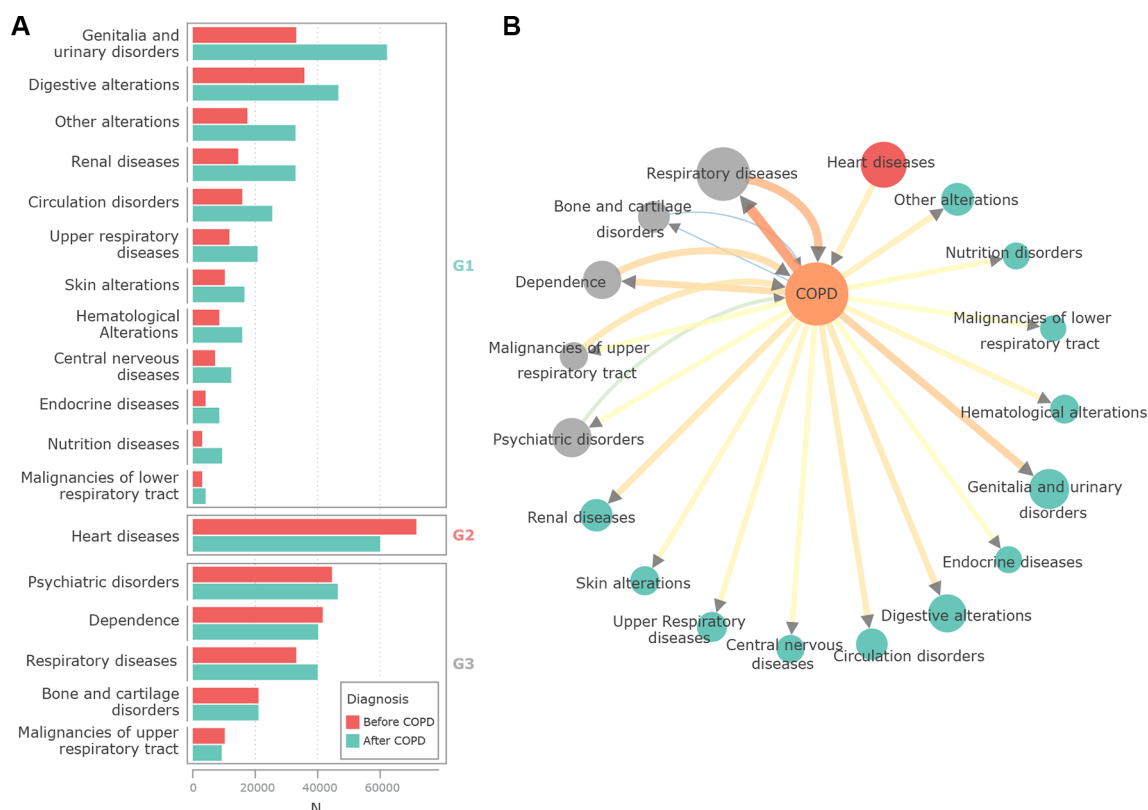 A
Genitalia and
urinary disorders
Digestive alterations
Other alterations
Renal diseases
Circulation disorders
Upper respiratory
diseases
Skin alterations
Hematological
Alterations
Central nerveous
diseases
Endocrine diseases
Nutrition diseases
Malignancies of lower
respiratory tract
G1
Heart diseases
G2
Psychiatric disorders
Dependence
Respiratory diseases
Bone and cartilage
disorders
Malignancies of upper
respiratory tract
G3
Diagnosis
Before COPD
After COPD
0 20000 40000 60000
N
B
Respiratory diseases
Heart diseases
Bone and cartilage
disorders
Other alterations
Nutrition disorders
Dependence
COPD
Malignancies of lower
respiratory tract
Malignancies of upper
respiratory tract
Hematological alterations
Psychiatric disorders
Genitalia and urinary
disorders
Renal diseases
Endocrine diseases
Skin alterations
Digestive alterations
Upper Respiratory
diseases
Central nervous
diseases
Circulation disorders